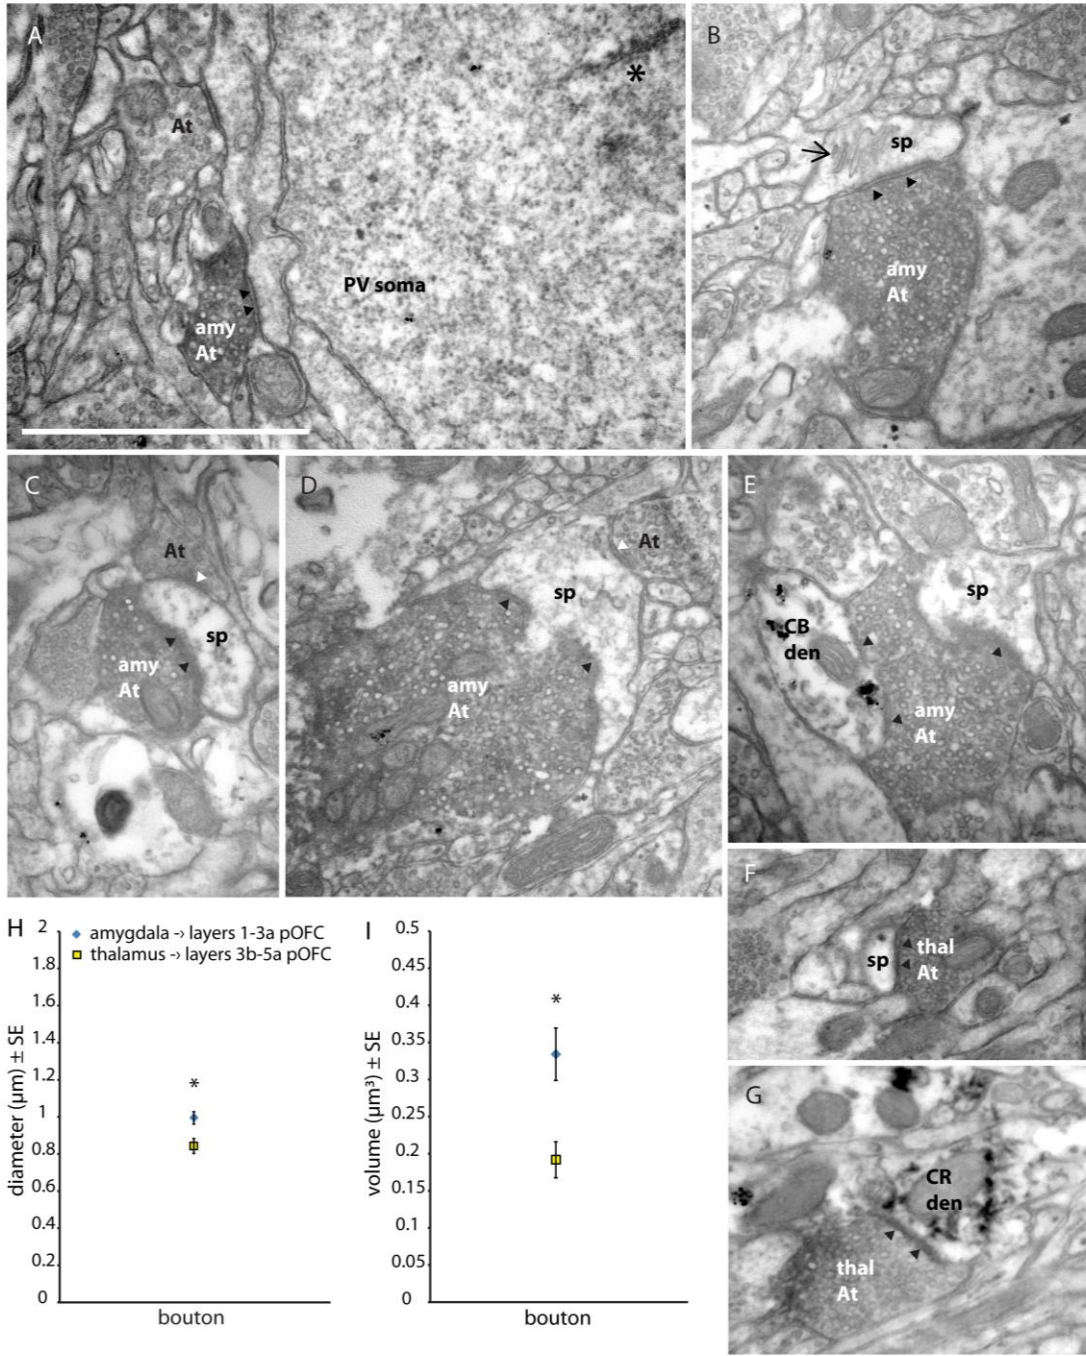 A
At
*
PV soma
amy
At
B
sp
amy
At
C
At
sp
amy
At
D
At
sp
amy
At
E
sp
CB
den
amy
At
F
sp
thal
At
G
CR
den
thal
At
H
amygdala -> layers 1-3a pOFC
thalamus -> layers 3b-5a pOFC
diameter (µm) ± SE
2
1.8
1.6
1.4
1.2
1
0.8
0.6
0.4
0.2
0
*
bouton
I
volume (µm³) ± SE
0.5
0.45
0.4
0.35
0.3
0.25
0.2
0.15
0.1
0.05
0
*
bouton